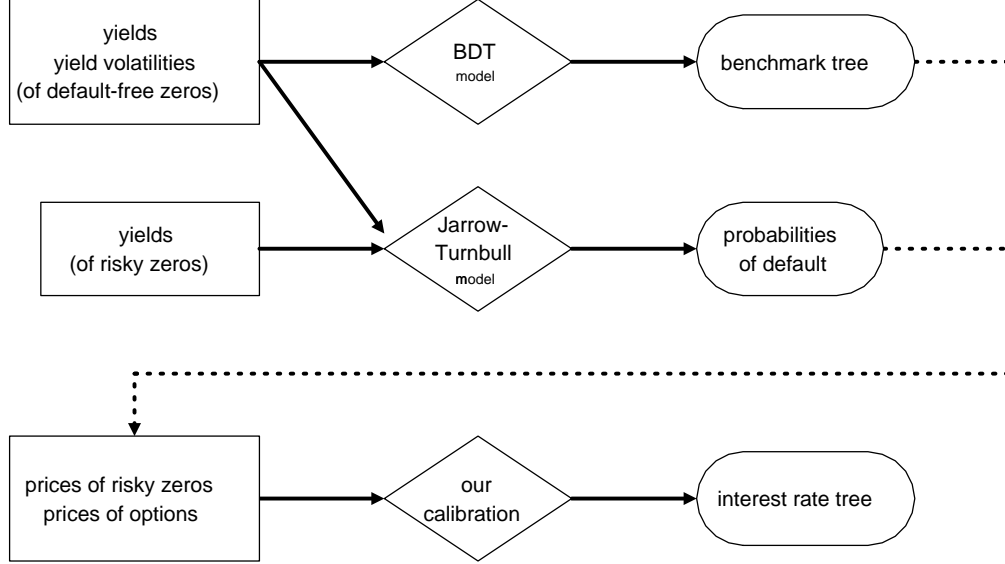 yields
yield volatilities
(of default-free zeros)
BDT
model
benchmark tree
yields
(of risky zeros)
Jarrow-
Turnbull
model
probabilities
of default
prices of risky zeros
prices of options
our
calibration
interest rate tree